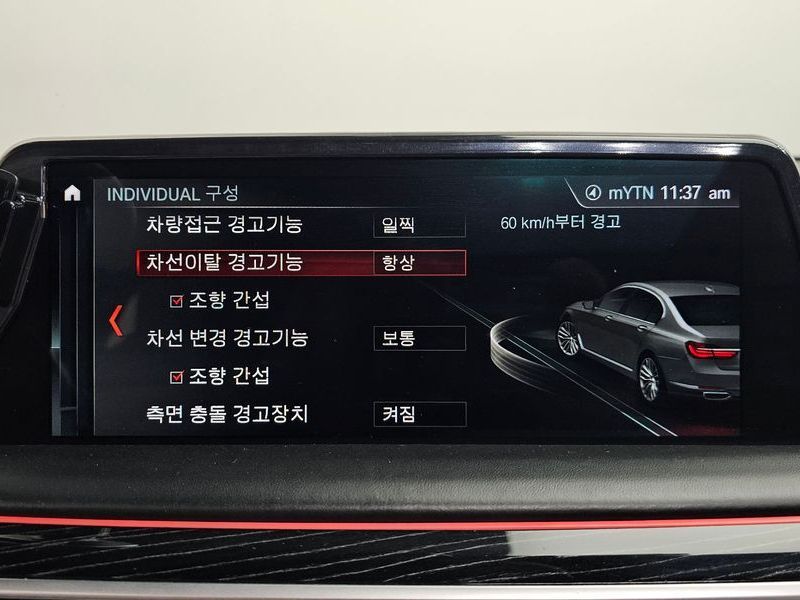 INDIVIDUAL 구성
mYTN 11:37 am
차량접근 경고기능 일찍
60 km/h부터 경고
차선이탈 경고기능 항상
조향 간섭
차선 변경 경고기능 보통
조향 간섭
측면 충돌 경고장치 켜짐